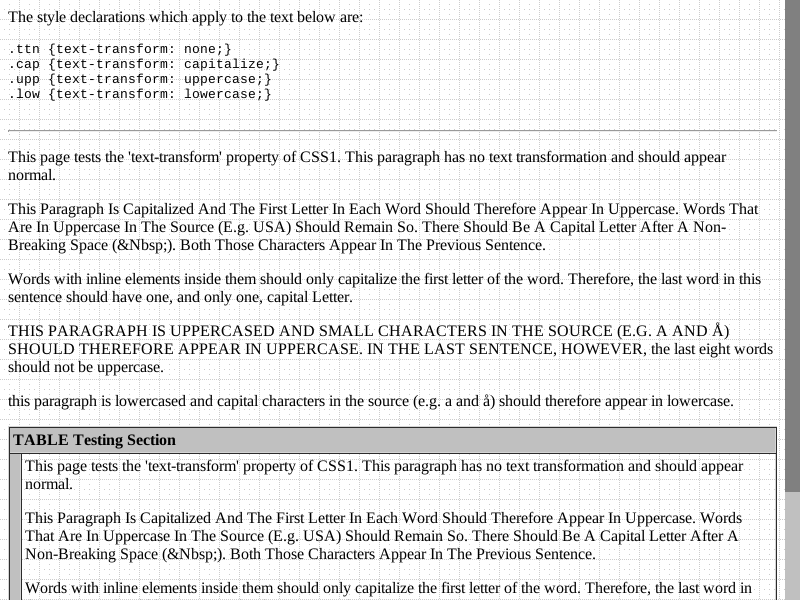 The style declarations which apply to the text below are:
.ttn {text-transform: none;}
.cap {text-transform: capitalize;}
.upp {text-transform: uppercase;}
.low {text-transform: lowercase;}
This page tests the 'text-transform' property of CSS1. This paragraph has no text transformation and should appear
normal.
This Paragraph Is Capitalized And The First Letter In Each Word Should Therefore Appear In Uppercase. Words That
Are In Uppercase In The Source (E.g. USA) Should Remain So. There Should Be A Capital Letter After A Non-
Breaking Space (&Nbsp;). Both Those Characters Appear In The Previous Sentence.
Words with inline elements inside them should only capitalize the first letter of the word. Therefore, the last word in this
sentence should have one, and only one, capital Letter.
THIS PARAGRAPH IS UPPERCASED AND SMALL CHARACTERS IN THE SOURCE (E.G. A AND Å)
SHOULD THEREFORE APPEAR IN UPPERCASE. IN THE LAST SENTENCE, HOWEVER, the last eight words
should not be uppercase.
this paragraph is lowercased and capital characters in the source (e.g. a and å) should therefore appear in lowercase.
TABLE Testing Section
This page tests the 'text-transform' property of CSS1. This paragraph has no text transformation and should appear
normal.
This Paragraph Is Capitalized And The First Letter In Each Word Should Therefore Appear In Uppercase. Words
That Are In Uppercase In The Source (E.g. USA) Should Remain So. There Should Be A Capital Letter After A
Non-Breaking Space (&Nbsp;). Both Those Characters Appear In The Previous Sentence.
Words with inline elements inside them should only capitalize the first letter of the word. Therefore, the last word in